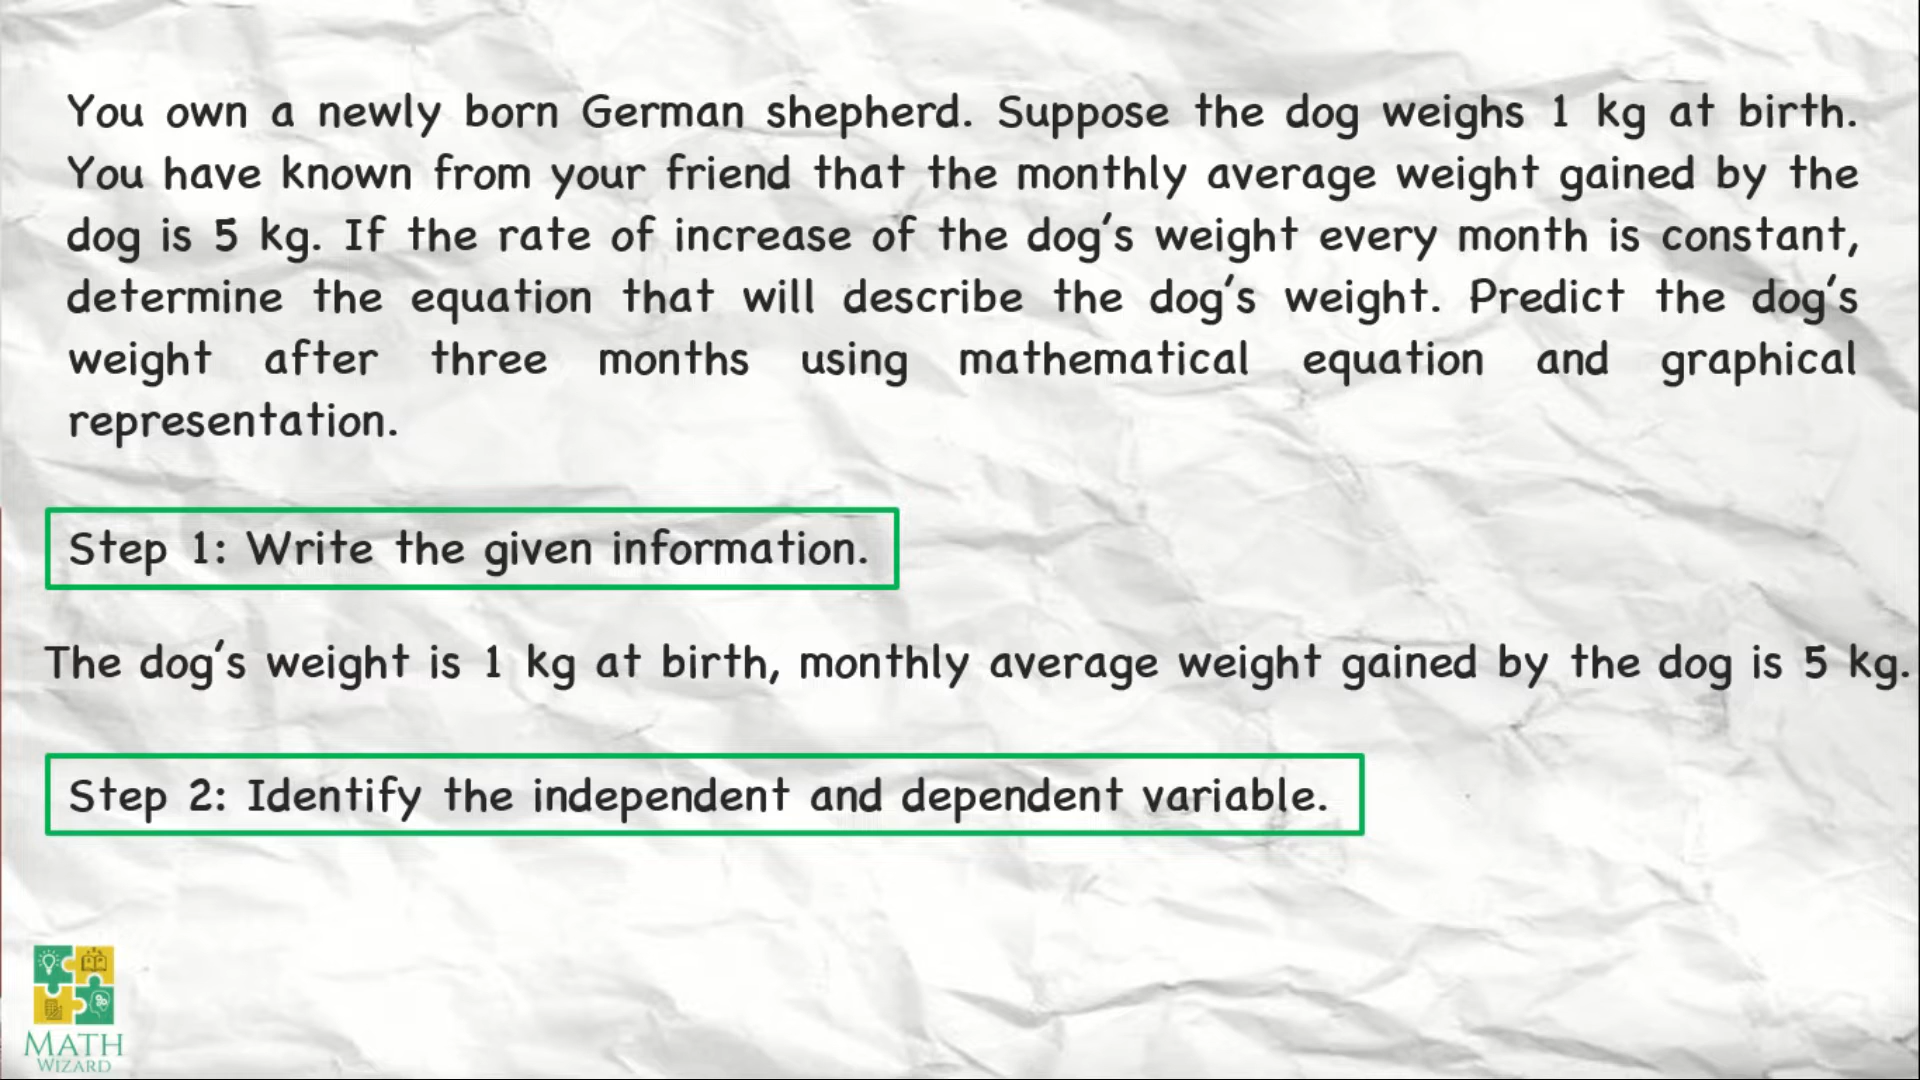 You own a newly born German shepherd. Suppose the dog weighs 1 kg at birth.
You have known from your friend that the monthly average weight gained by the
dog is 5 kg. If the rate of increase of the dog's weight every month is constant,
determine the equation that will describe the dog's weight. Predict the dog's
weight after three months using mathematical equation and graphical
representation.
Step 1: Write the given information.
The dog's weight is 1 kg at birth, monthly average weight gained by the dog is 5 kg.
Step 2: Identify the independent and dependent variable.
MATH
WIZARD